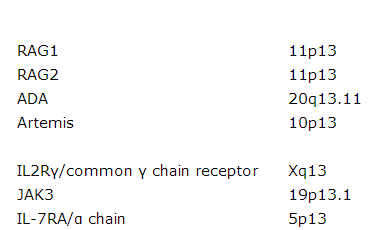 RAG1 11p13
RAG2 11p13
ADA 20q13.11
Artemis 10p13
IL2Rγ/common γ chain receptor Xq13
JAK3 19p13.1
IL-7RA/α chain 5p13